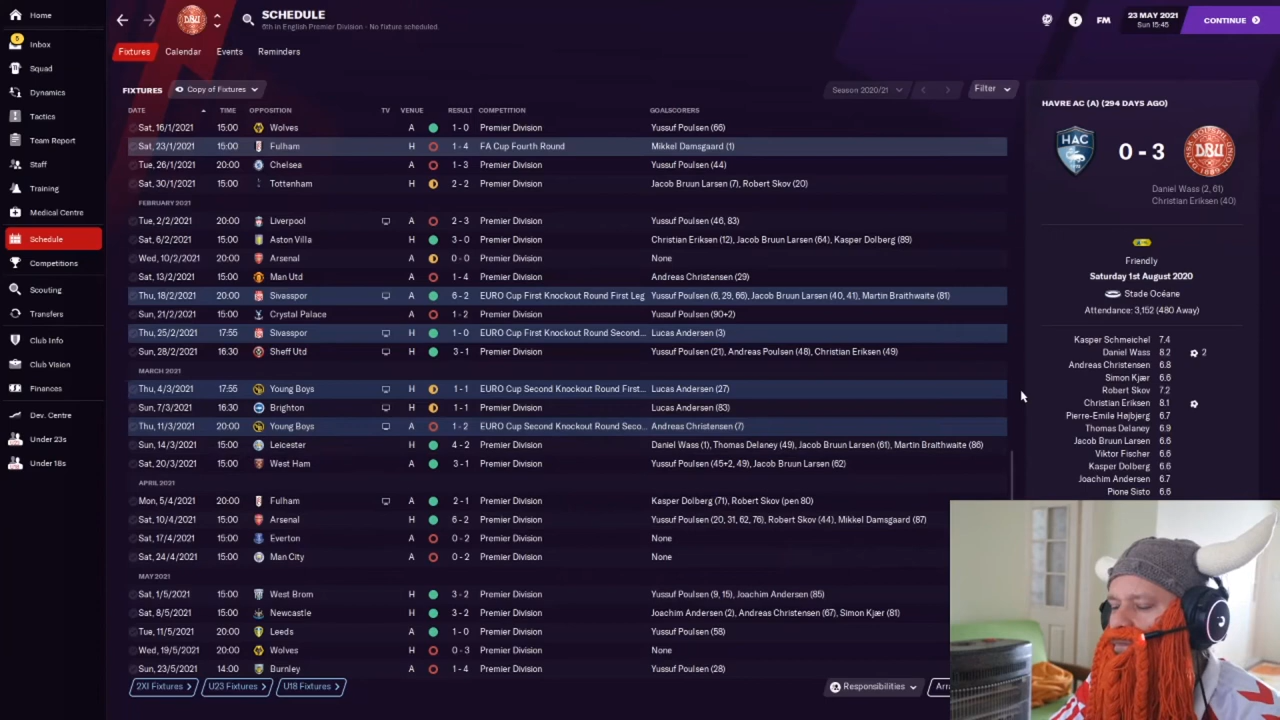 Home
Inbox
5
Squad
Dynamics
Tactics
Team Report
Staff
Training
Medical Centre
Schedule
Competitions
Scouting
Transfers
Club Info
Club Vision
Finances
Dev. Centre
Under 23s
Under 18s
SCHEDULE
6th in English Premier Division - No fixture scheduled.
FM
23 MAY 2021
Sun 15:45
CONTINUE
Fixtures Calendar Events Reminders
FIXTURES Copy of Fixtures Season 2020/21 Filter
DATE TIME OPPOSITION TV VENUE RESULT COMPETITION GOALSCORERS
Sat, 16/1/2021 15:00 Wolves A 1 - 0 Premier Division Yussuf Poulsen (66)
Sat, 23/1/2021 15:00 Fulham H 1 - 4 FA Cup Fourth Round Mikkel Damsgaard (1)
Tue, 26/1/2021 20:00 Chelsea A 1 - 3 Premier Division Yussuf Poulsen (44)
Sat, 30/1/2021 15:00 Tottenham H 2 - 2 Premier Division Jacob Bruun Larsen (7), Robert Skov (20)
FEBRUARY 2021
Tue, 2/2/2021 20:00 Liverpool A 2 - 3 Premier Division Yussuf Poulsen (46, 83)
Sat, 6/2/2021 15:00 Aston Villa H 3 - 0 Premier Division Christian Eriksen (12), Jacob Bruun Larsen (64), Kasper Dolberg (89)
Wed, 10/2/2021 20:00 Arsenal A 0 - 0 Premier Division None
Sat, 13/2/2021 15:00 Man Utd A 1 - 4 Premier Division Andreas Christensen (29)
Thu, 18/2/2021 20:00 Sivasspor A 6 - 2 EURO Cup First Knockout Round First Leg Yussuf Poulsen (6, 29, 66), Jacob Bruun Larsen (40, 41), Martin Braithwaite (81)
Sun, 21/2/2021 15:00 Crystal Palace A 1 - 2 Premier Division Yussuf Poulsen (90+2)
Thu, 25/2/2021 17:55 Sivasspor H 1 - 0 EURO Cup First Knockout Round Second... Lucas Andersen (3)
Sun, 28/2/2021 16:30 Sheff Utd H 3 - 1 Premier Division Yussuf Poulsen (21), Andreas Poulsen (48), Christian Eriksen (49)
MARCH 2021
Thu, 4/3/2021 17:55 Young Boys H 1 - 1 EURO Cup Second Knockout Round First... Lucas Andersen (27)
Sun, 7/3/2021 16:30 Brighton H 1 - 1 Premier Division Lucas Andersen (83)
Thu, 11/3/2021 20:00 Young Boys A 1 - 2 EURO Cup Second Knockout Round Seco... Andreas Christensen (7)
Sun, 14/3/2021 15:00 Leicester H 4 - 2 Premier Division Daniel Wass (1), Thomas Delaney (49), Jacob Bruun Larsen (61), Martin Braithwaite (86)
Sat, 20/3/2021 15:00 West Ham A 3 - 1 Premier Division Yussuf Poulsen (45+2, 49), Jacob Bruun Larsen (62)
APRIL 2021
Mon, 5/4/2021 20:00 Fulham A 2 - 1 Premier Division Kasper Dolberg (71), Robert Skov (pen 80)
Sat, 10/4/2021 15:00 Arsenal H 6 - 2 Premier Division Yussuf Poulsen (20, 31, 62, 76), Robert Skov (44), Mikkel Damsgaard (87)
Sat, 17/4/2021 15:00 Everton A 0 - 2 Premier Division None
Sat, 24/4/2021 15:00 Man City A 0 - 2 Premier Division None
MAY 2021
Sat, 1/5/2021 15:00 West Brom H 3 - 2 Premier Division Yussuf Poulsen (9, 15), Joachim Andersen (85)
Sat, 8/5/2021 15:00 Newcastle H 3 - 2 Premier Division Joachim Andersen (2), Andreas Christensen (67), Simon Kjær (81)
Tue, 11/5/2021 20:00 Leeds A 1 - 0 Premier Division Yussuf Poulsen (58)
Wed, 19/5/2021 20:00 Wolves H 0 - 3 Premier Division None
Sun, 23/5/2021 14:00 Burnley A 1 - 4 Premier Division Yussuf Poulsen (28)
2XI Fixtures U23 Fixtures U18 Fixtures Responsibilities
HAVRE AC (A) (294 DAYS AGO)
HAC 0 - 3 DBU
Daniel Wass (2, 61)
Christian Eriksen (40)
Friendly
Saturday 1st August 2020
Stade Océane
Attendance: 3,152 (480 Away)
Kasper Schmeichel 7.4
Daniel Wass 8.2 2
Andreas Christensen 6.8
Simon Kjær 6.6
Robert Skov 7.2
Christian Eriksen 8.1
Pierre-Emile Højbjerg 6.7
Thomas Delaney 6.9
Jacob Bruun Larsen 6.6
Viktor Fischer 6.6
Kasper Dolberg 6.6
Joachim Andersen 6.7
Pione Sisto 6.6